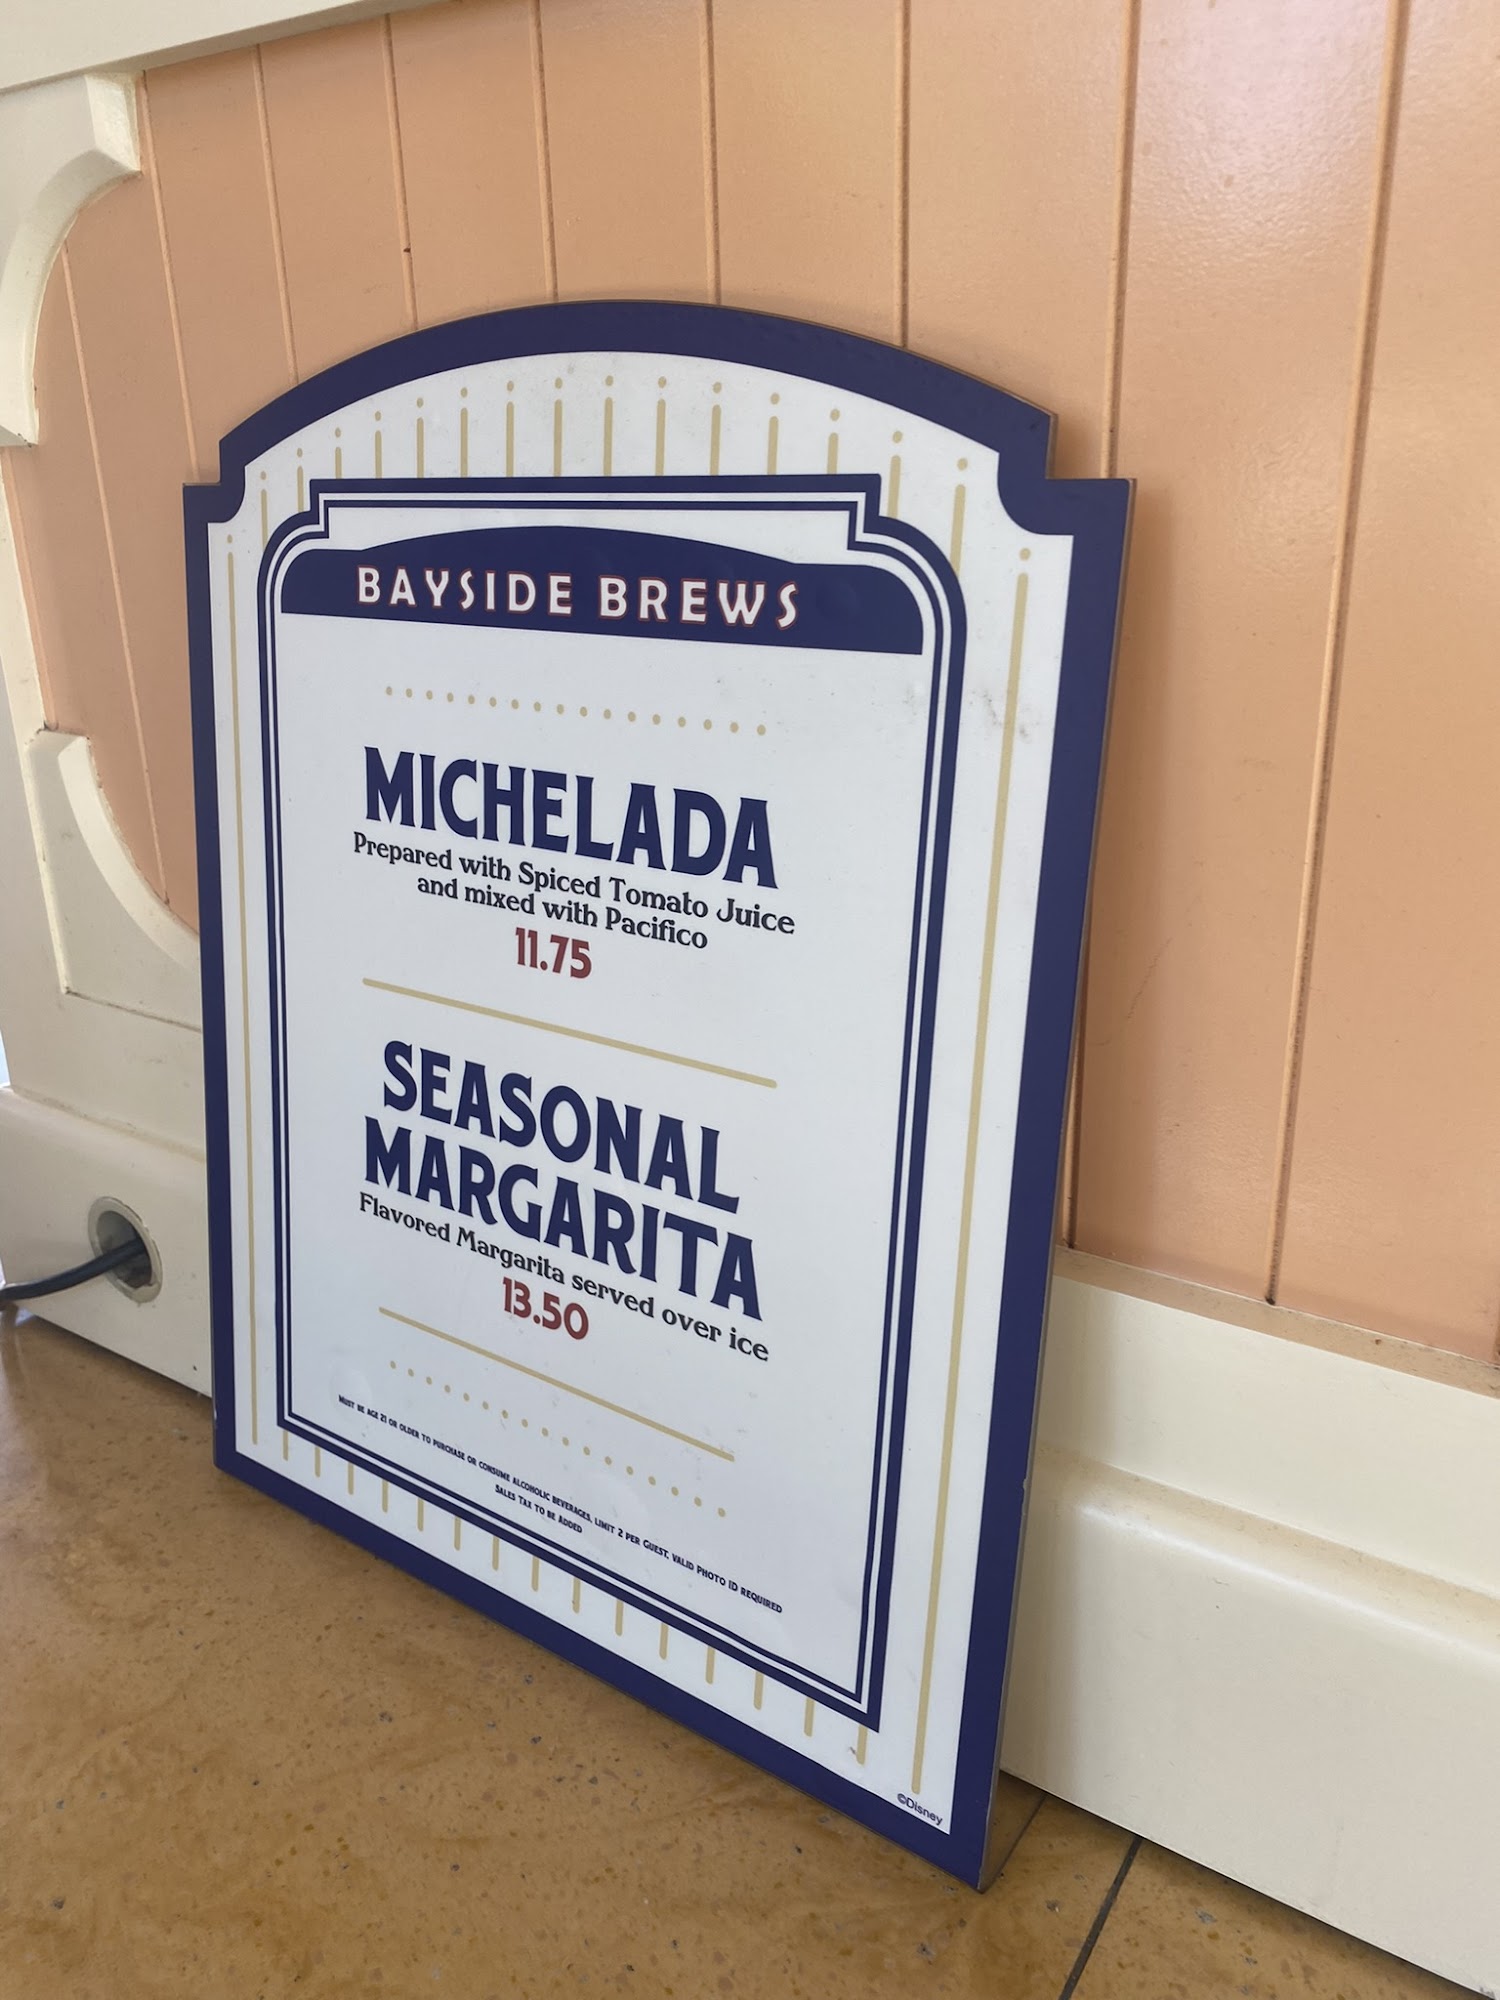 BAYSIDE BREWS
MICHELADA
Prepared with Spiced Tomato Juice
and mixed with Pacifico
11.75
SEASONAL
MARGARITA
Flavored Margarita served over ice
13.50
MUST BE AGE 21 OR OLDER TO PURCHASE OR CONSUME ALCOHOLIC BEVERAGES, LIMIT 2 PER GUEST, VALID PHOTO ID REQUIRED
SALES TAX TO BE ADDED
©Disney